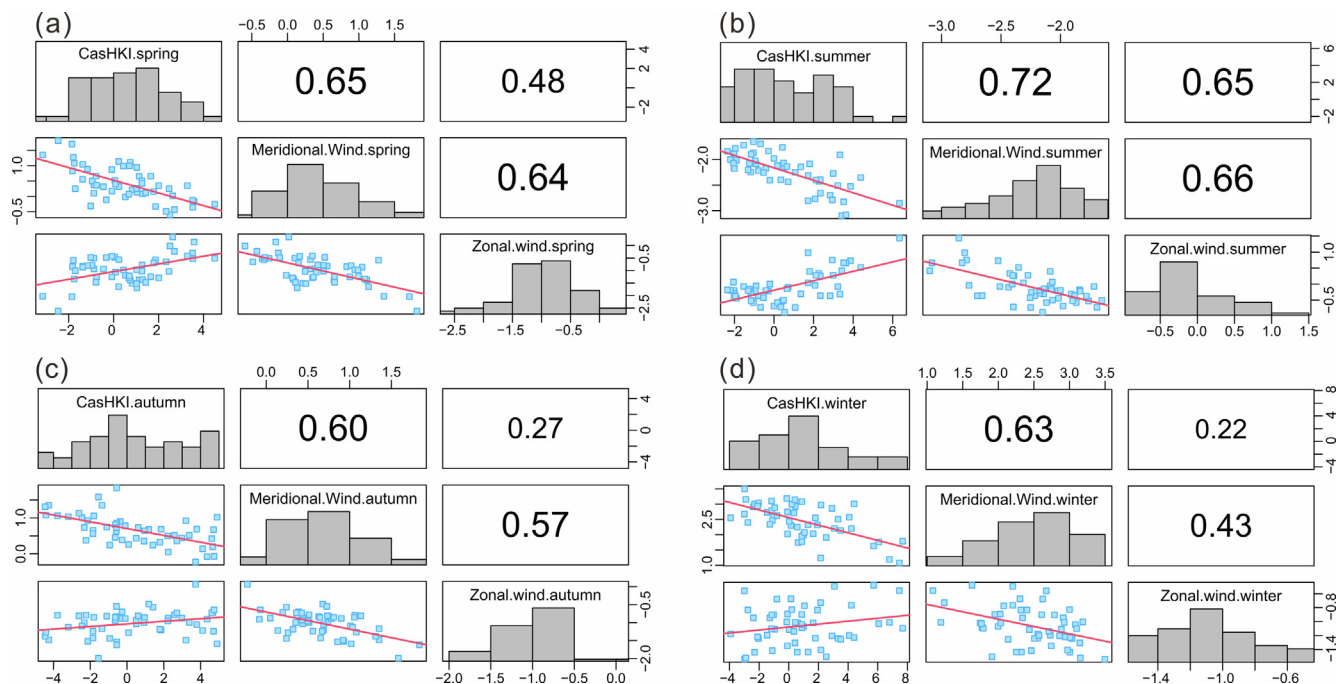 (a)
−0.5 0.0 0.5 1.0 1.5
CasHKI.spring
0.65
0.48
−2 0 2 4
−0.5 1.0
Meridional.Wind.spring
0.64
Zonal.wind.spring
−2.5 −1.5 −0.5
−2 0 2 4
−2.5 −1.5 −0.5
(b)
−3.0 −2.5 −2.0
CasHKI.summer
0.72
0.65
−2 2 4 6
−3.0 −2.0
Meridional.Wind.summer
0.66
Zonal.wind.summer
−0.5 0.5 1.0
−2 0 2 4 6
−0.5 0.0 0.5 1.0 1.5
(c)
0.0 0.5 1.0 1.5
CasHKI.autumn
0.60
0.27
−4 0 2 4
0.0 1.0
Meridional.Wind.autumn
0.57
Zonal.wind.autumn
−2.0 −0.5
−4 −2 0 2 4
−2.0 −1.5 −1.0 −0.5 0.0
(d)
1.0 1.5 2.0 2.5 3.0 3.5
CasHKI.winter
0.63
0.22
−4 0 4 8
1.0 2.5
Meridional.Wind.winter
0.43
Zonal.wind.winter
−1.4 −0.8
−4 −2 0 2 4 6 8
−1.4 −1.0 −0.6